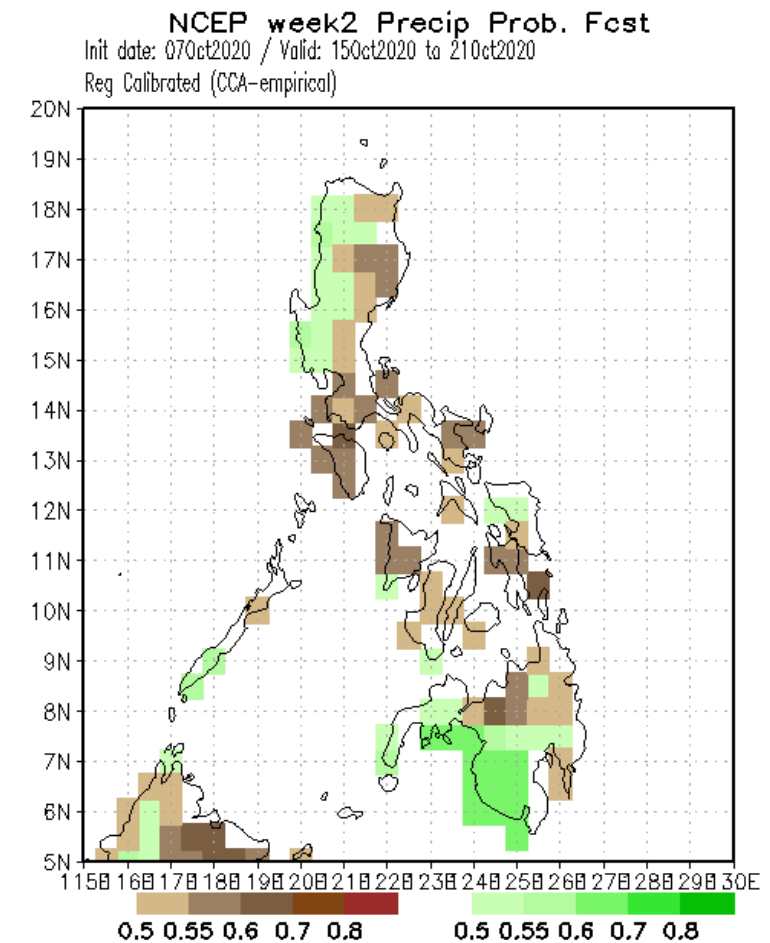 NCEP week2 Precip Prob. Fcst
Init date: 07Oct2020 / Valid: 15Oct2020 to 21Oct2020
Reg Calibrated (CCA-empirical)
20N
19N
18N
17N
16N
15N
14N
13N
12N
11N
10N
9N
8N
7N
6N
5N
115E 116E 117E 118E 119E 120E 121E 122E 123E 124E 125E 126E 127E 128E 129E 130E
0.5 0.55 0.6 0.7 0.8 0.5 0.55 0.6 0.7 0.8